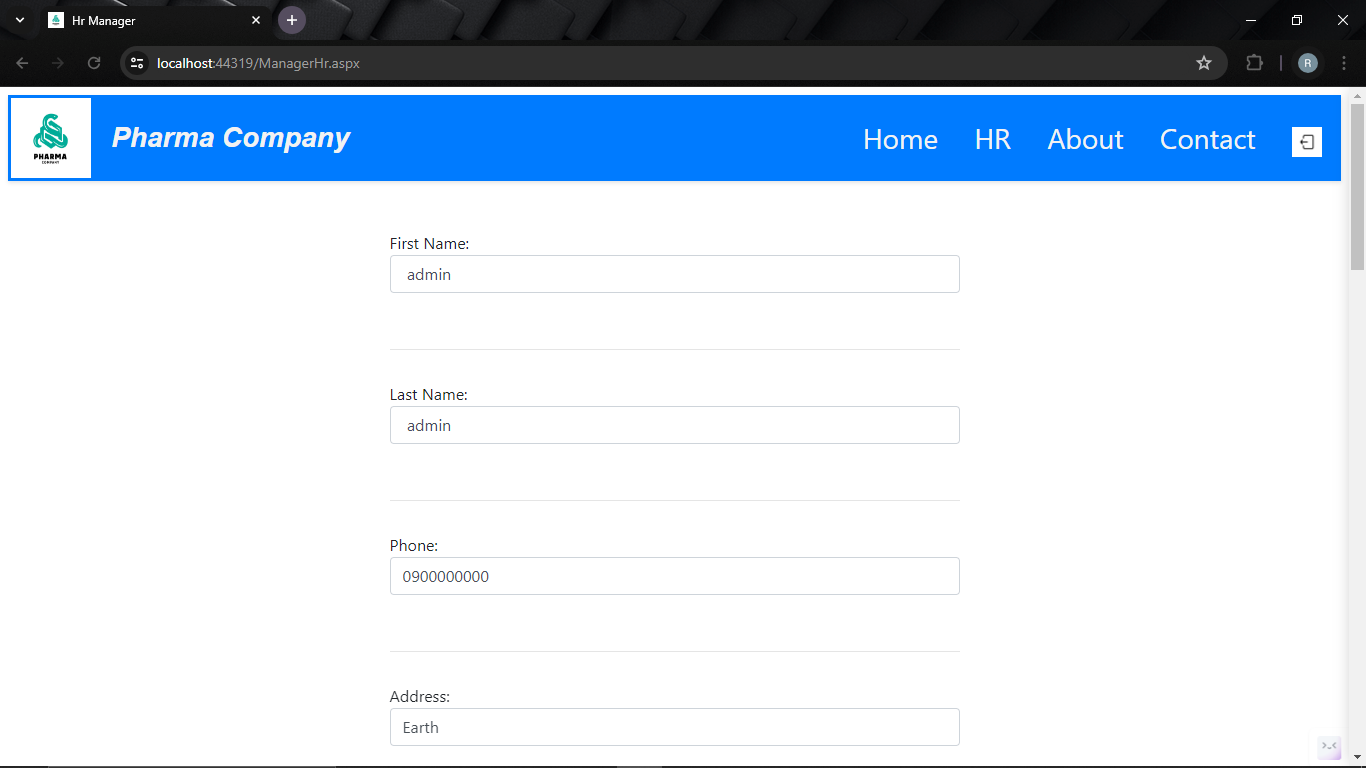 Hr Manager
localhost:44319/ManagerHr.aspx
R
PHARMA
COMPANY
Pharma Company
Home HR About Contact
First Name:
admin
Last Name:
admin
Phone:
0900000000
Address:
Earth